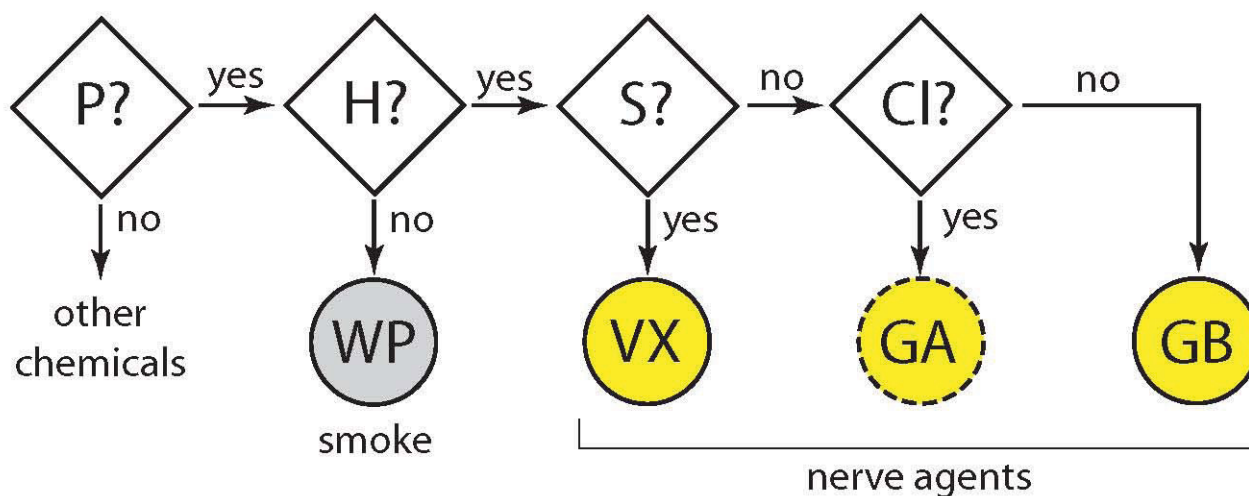 P?
yes
H?
yes
S?
no
Cl?
no
no
no
yes
yes
other
chemicals
WP
VX
GA
GB
smoke
nerve agents